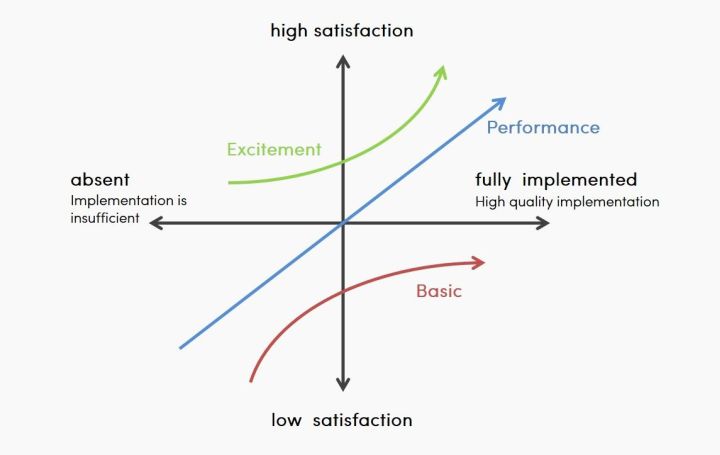 high satisfaction
Performance
Excitement
absent
Implementation is
insufficient
fully implemented
High quality implementation
Basic
low satisfaction